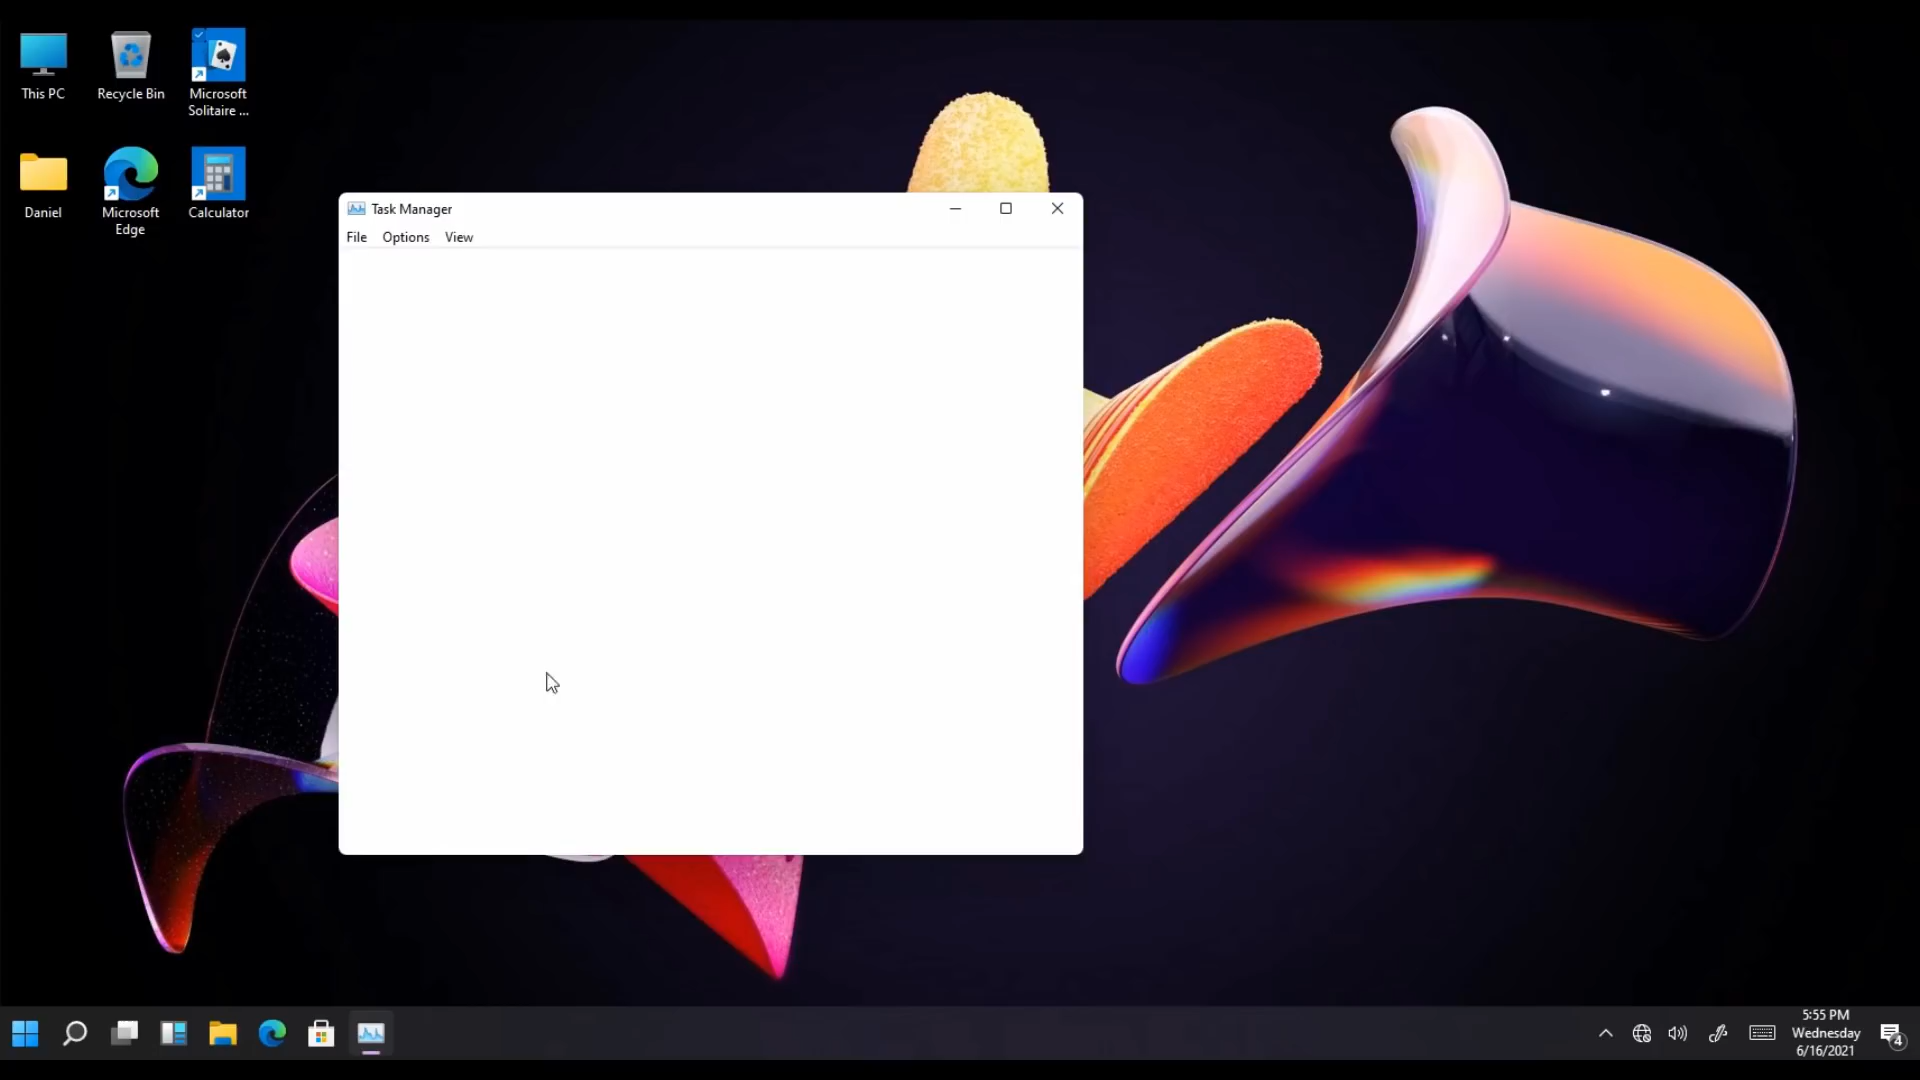 This PC
Recycle Bin
Microsoft
Solitaire ...
Daniel
Microsoft
Edge
Calculator
Task Manager
File Options View
5:55 PM
Wednesday
6/16/2021
4